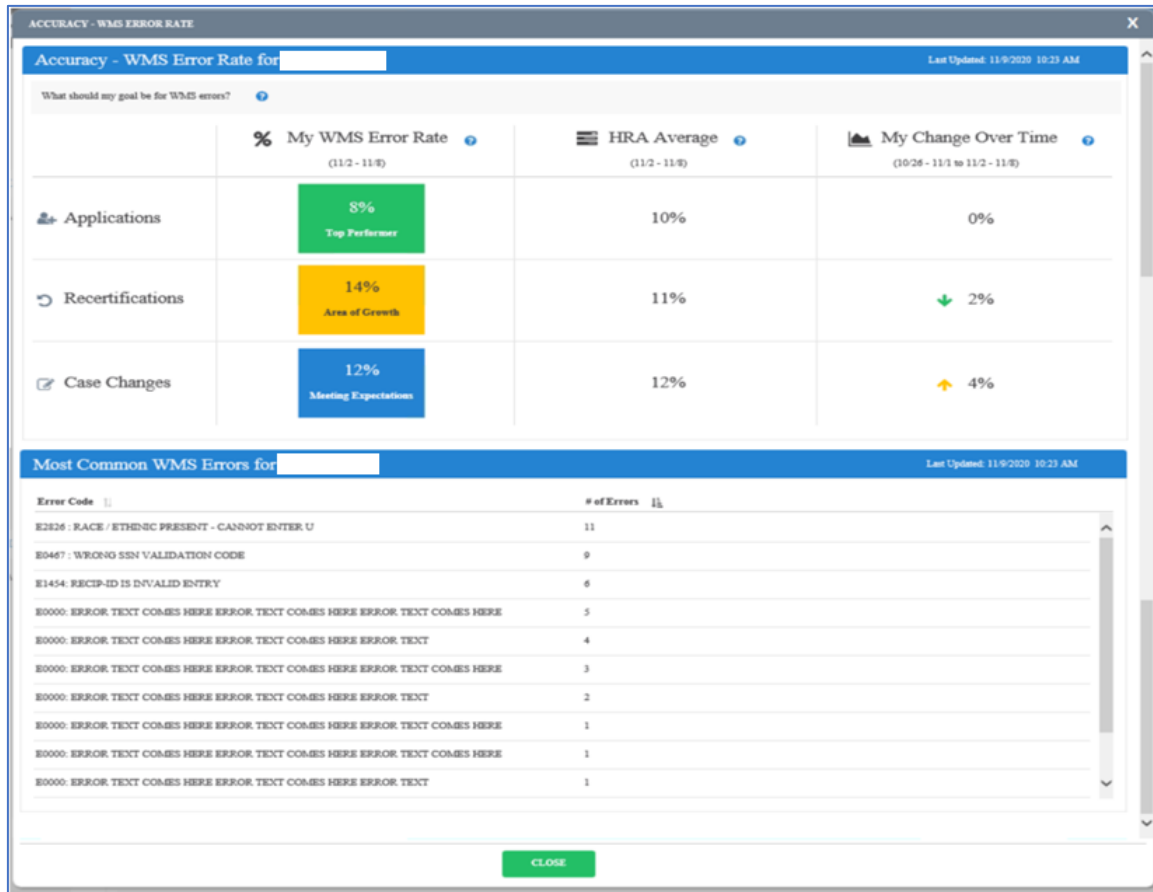 ACCURACY - WMS ERROR RATE X
Accuracy - WMS Error Rate for Last Updated: 11/9/2020 10:23 AM
What should my goal be for WMS errors? ?
% My WMS Error Rate ? HRA Average ? My Change Over Time ?
(11/2 - 11/8) (11/2 - 11/8) (10/26 - 11/1 to 11/2 - 11/8)
Applications 8% 10% 0%
Top Performer
Recertifications 14% 11% 2%
Area of Growth
Case Changes 12% 12% 4%
Meeting Expectations
Most Common WMS Errors for Last Updated: 11/9/2020 10:23 AM
Error Code # of Errors
E2826 : RACE / ETHINIC PRESENT - CANNOT ENTER U 11
E0467 : WRONG SSN VALIDATION CODE 9
E1454: RECIP-ID IS INVALID ENTRY 6
E0000: ERROR TEXT COMES HERE ERROR TEXT COMES HERE ERROR TEXT COMES HERE 5
E0000: ERROR TEXT COMES HERE ERROR TEXT COMES HERE ERROR TEXT 4
E0000: ERROR TEXT COMES HERE ERROR TEXT COMES HERE ERROR TEXT COMES HERE 3
E0000: ERROR TEXT COMES HERE ERROR TEXT COMES HERE ERROR TEXT 2
E0000: ERROR TEXT COMES HERE ERROR TEXT COMES HERE ERROR TEXT COMES HERE 1
E0000: ERROR TEXT COMES HERE ERROR TEXT COMES HERE ERROR TEXT COMES HERE 1
E0000: ERROR TEXT COMES HERE ERROR TEXT COMES HERE ERROR TEXT 1
CLOSE